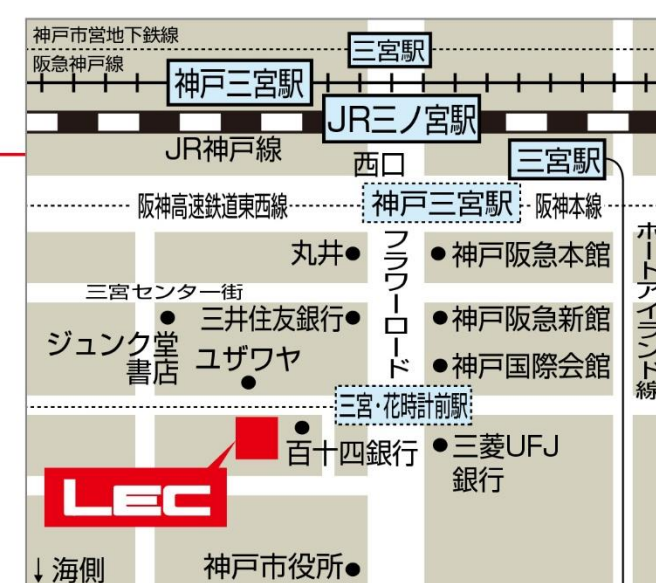 神戸市営地下鉄線
三宮駅
阪急神戸線
神戸三宮駅
JR三ノ宮駅
JR神戸線
西口
三宮駅
阪神高速鉄道東西線
神戸三宮駅
阪神本線
ポートアイランド線
フラワーロード
丸井
神戸阪急本館
三宮センター街
三井住友銀行
神戸阪急新館
ジュンク堂
書店
ユザワヤ
神戸国際会館
三宮・花時計前駅
百十四銀行
三菱UFJ
銀行
LEC
↓海側
神戸市役所